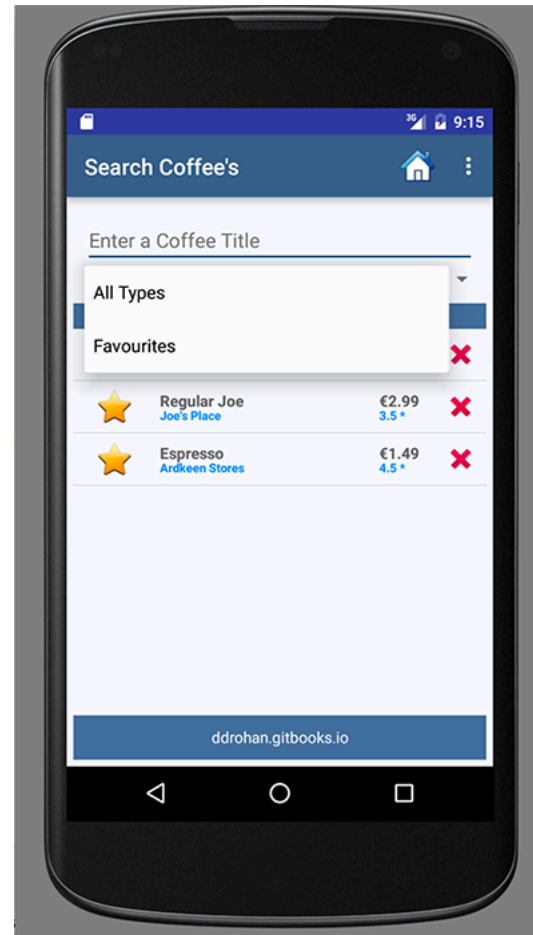 3G 9:15
Search Coffee's
Enter a Coffee Title
All Types
Favourites
Regular Joe €2.99
Joe's Place 3.5 *
Espresso €1.49
Ardkeen Stores 4.5 *
ddrohan.gitbooks.io